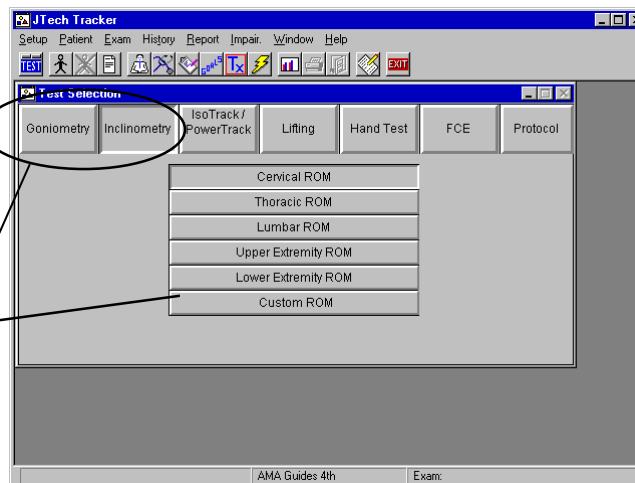 JTech Tracker
Setup Patient Exam History Report Impair. Window Help
TEST GOALS Tx EXIT
Test Selection
Goniometry Inclinometry IsoTrack / PowerTrack Lifting Hand Test FCE Protocol
Cervical ROM
Thoracic ROM
Lumbar ROM
Upper Extremity ROM
Lower Extremity ROM
Custom ROM
AMA Guides 4th Exam: